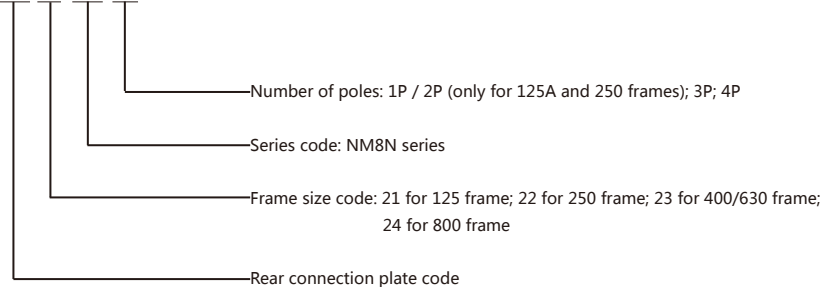 Number of poles: 1P / 2P (only for 125A and 250 frames); 3P; 4P
Series code: NM8N series
Frame size code: 21 for 125 frame; 22 for 250 frame; 23 for 400/630 frame;
24 for 800 frame
Rear connection plate code